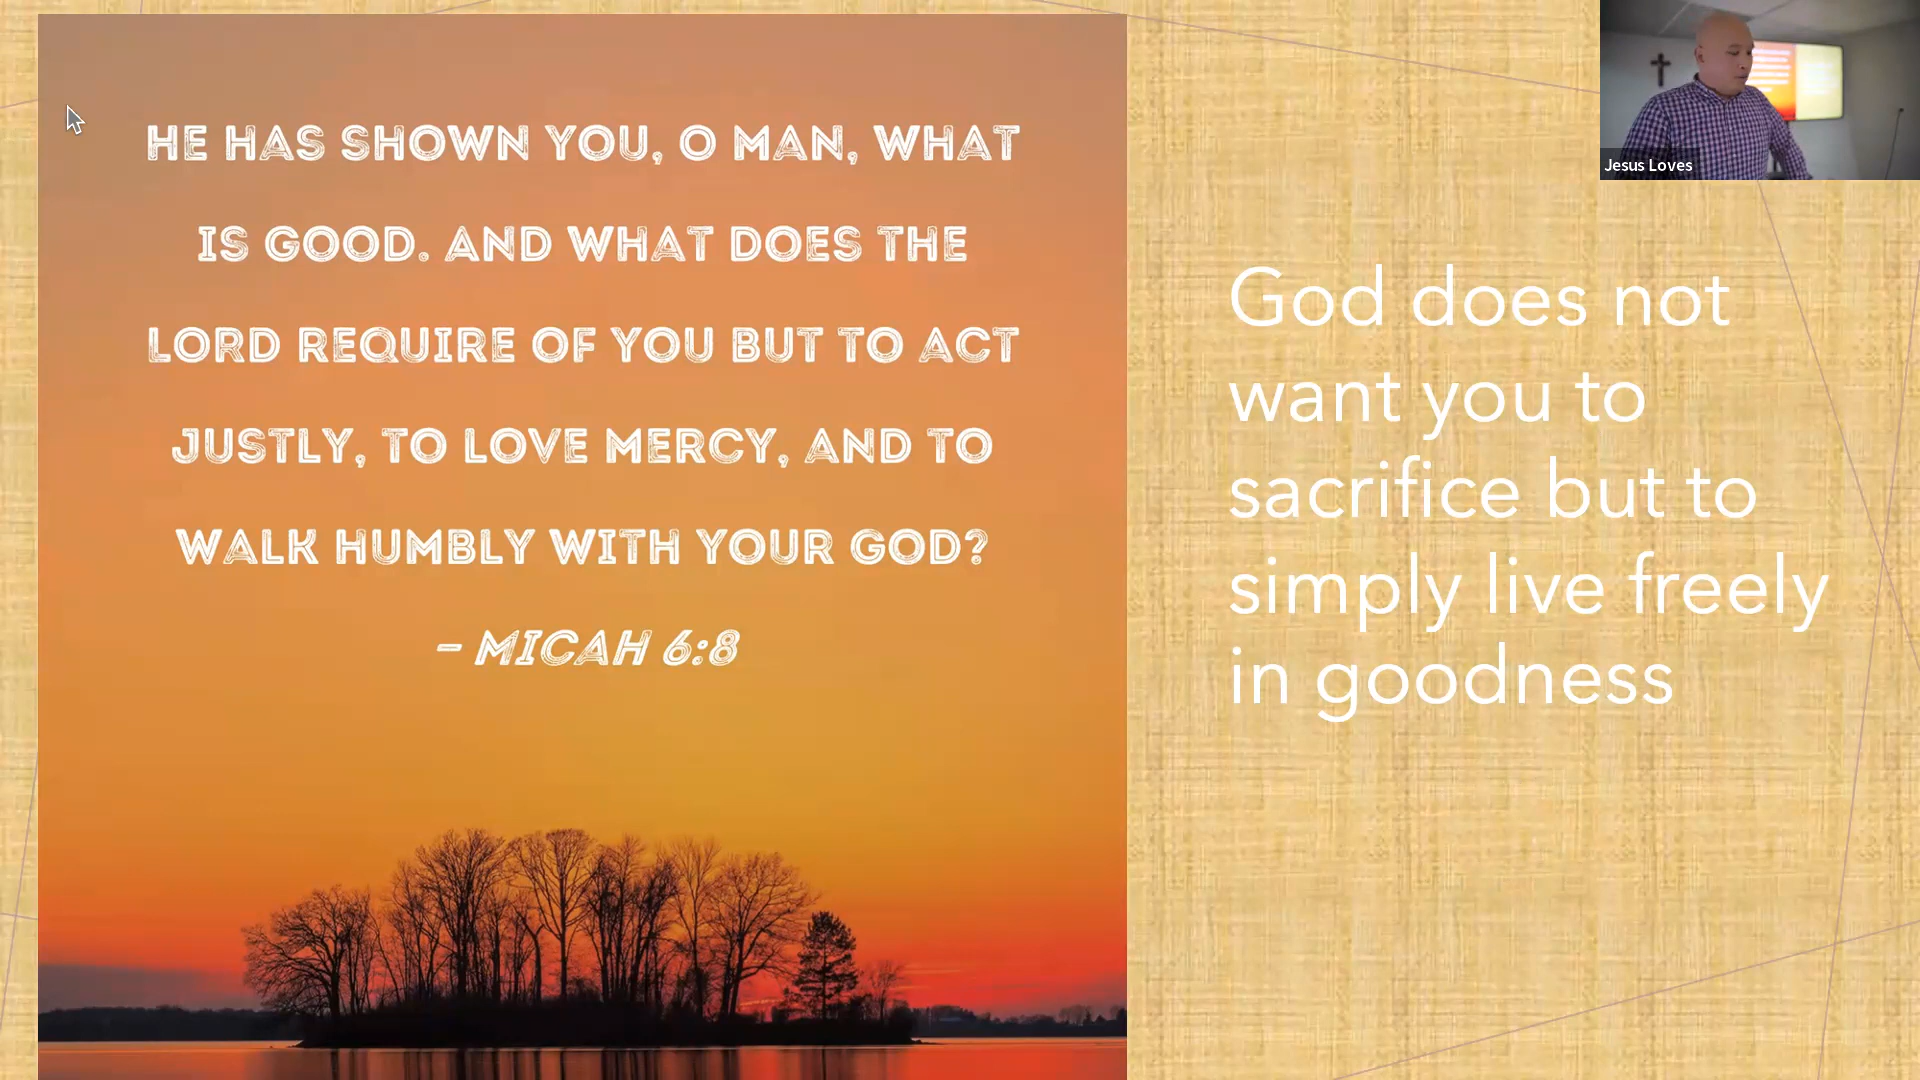 HE HAS SHOWN YOU, O MAN, WHAT
IS GOOD. AND WHAT DOES THE
LORD REQUIRE OF YOU BUT TO ACT
JUSTLY, TO LOVE MERCY, AND TO
WALK HUMBLY WITH YOUR GOD?
– MICAH 6:8
God does not
want you to
sacrifice but to
simply live freely
in goodness
Jesus Loves